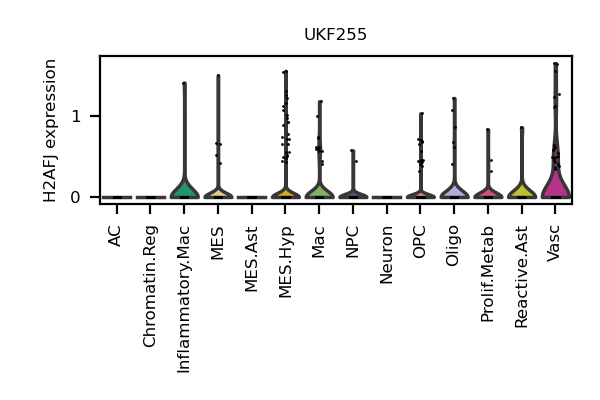 UKF255
H2AFJ expression
1
0
AC
Chromatin.Reg
Inflammatory.Mac
MES
MES.Ast
MES.Hyp
Mac
NPC
Neuron
OPC
Oligo
Prolif.Metab
Reactive.Ast
Vasc